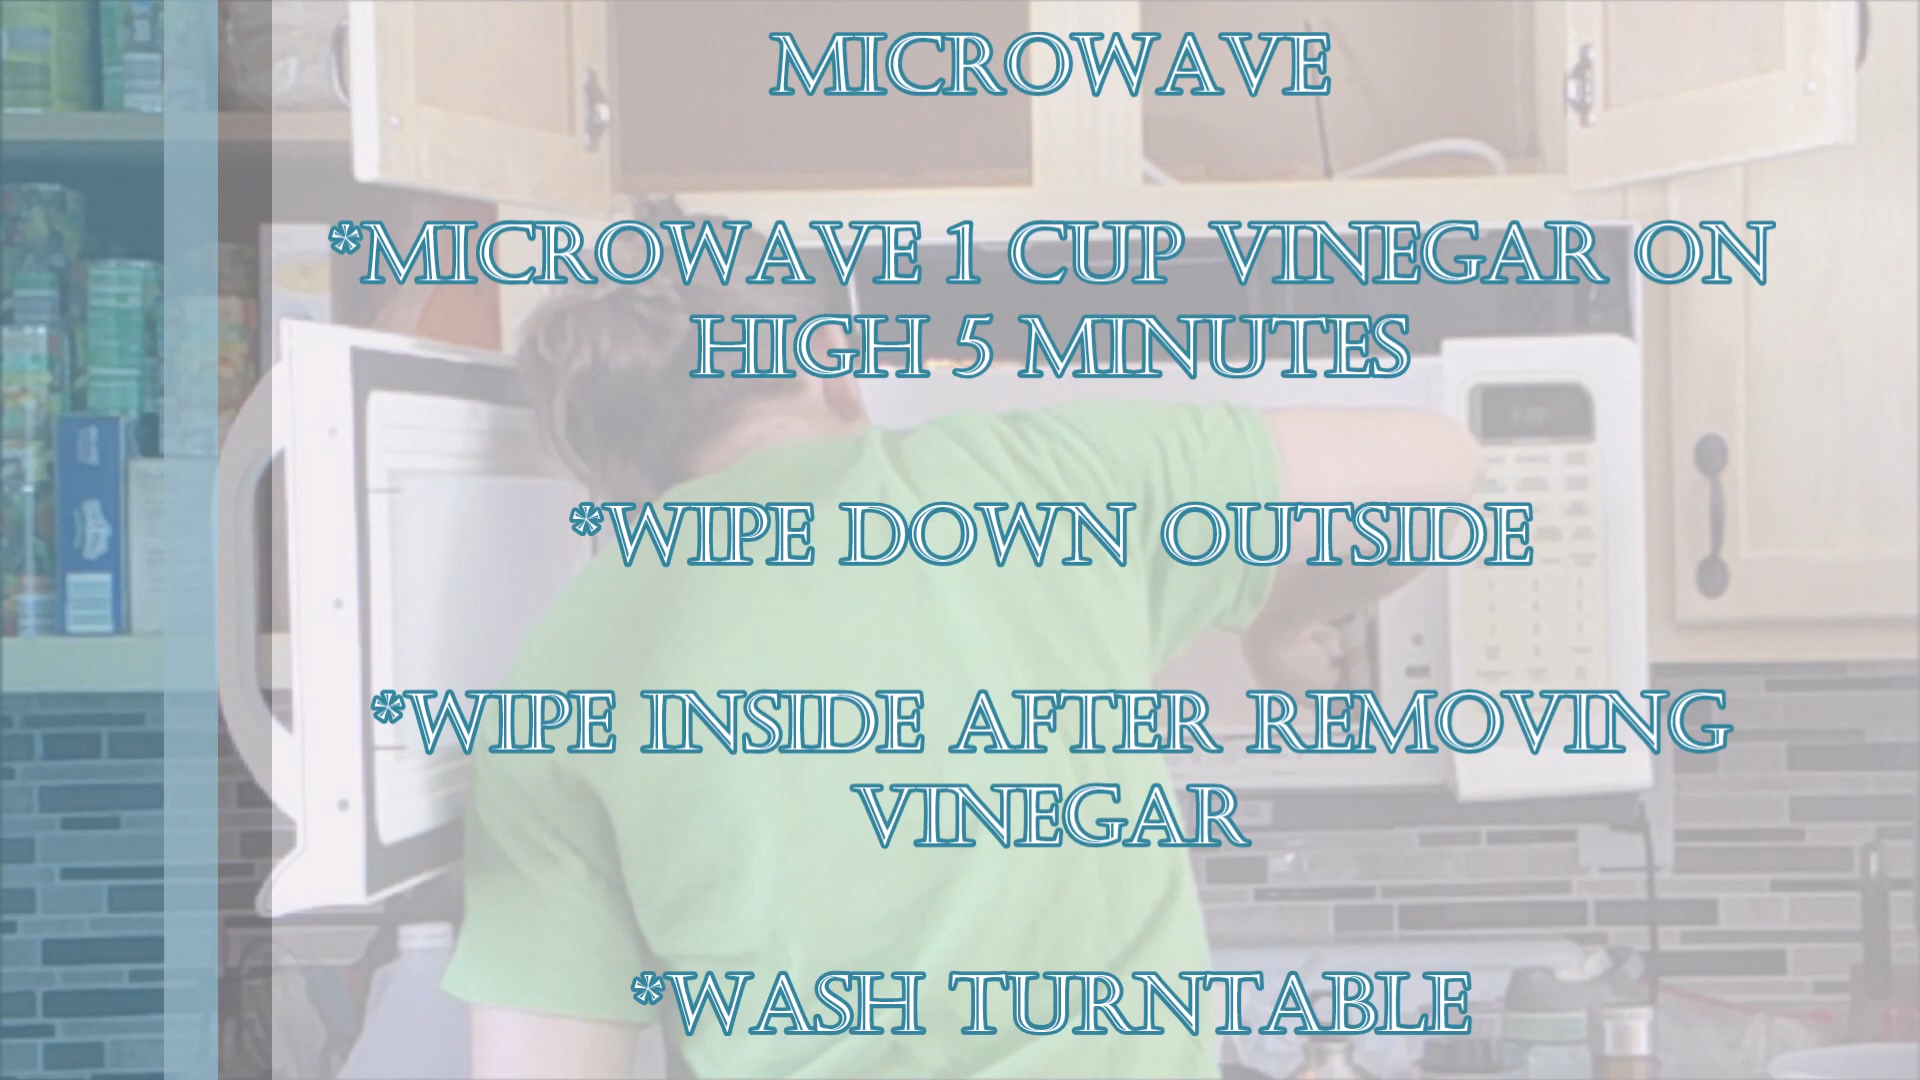 MICROWAVE
*MICROWAVE 1 CUP VINEGAR ON
HIGH 5 MINUTES
*WIPE DOWN OUTSIDE
*WIPE INSIDE AFTER REMOVING
VINEGAR
*WASH TURNTABLE